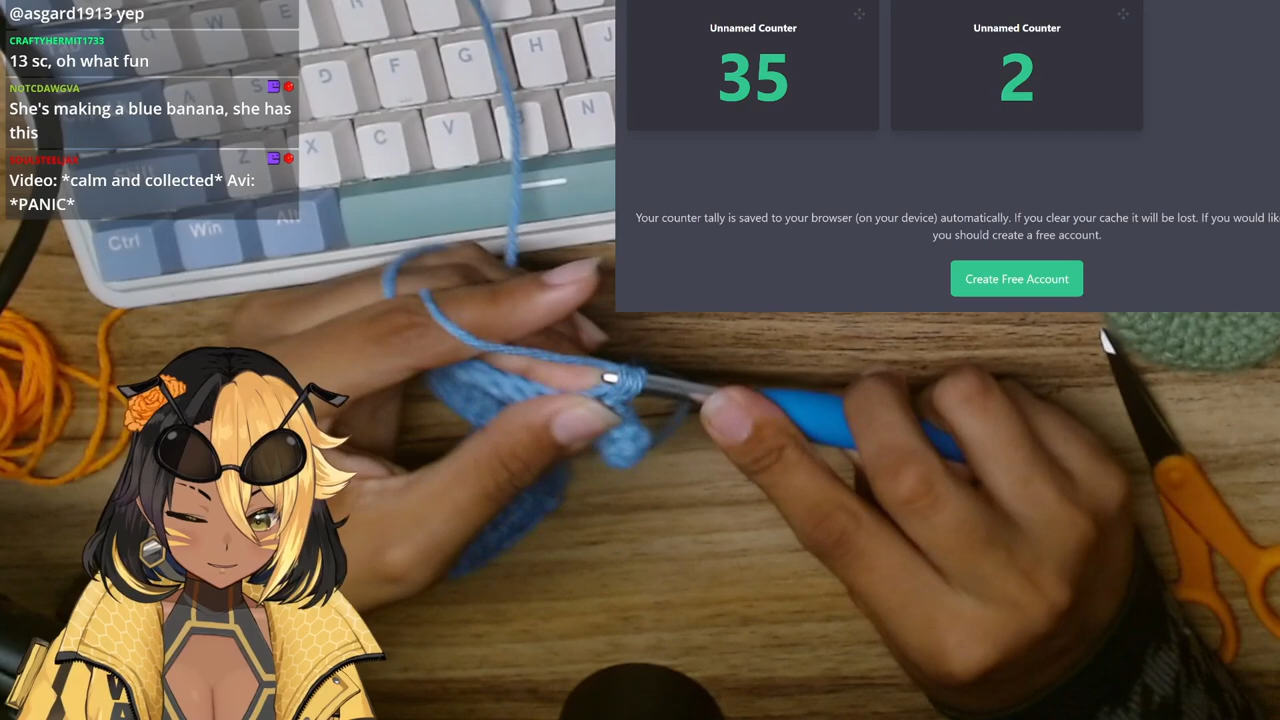 @asgard1913 yep
CRAFTYHERMIT1733
13 sc, oh what fun
NOTCDAWGVA
She's making a blue banana, she has
this
Video: *calm and collected* Avi:
*PANIC*
Unnamed Counter
35
Unnamed Counter
2
Your counter tally is saved to your browser (on your device) automatically. If you clear your cache it will be lost. If you would
you should create a free account.
Create Free Account
W
E
A
S
D
F
G
H
J
Z
X
C
V
B
N
Ctrl
Win
Alt